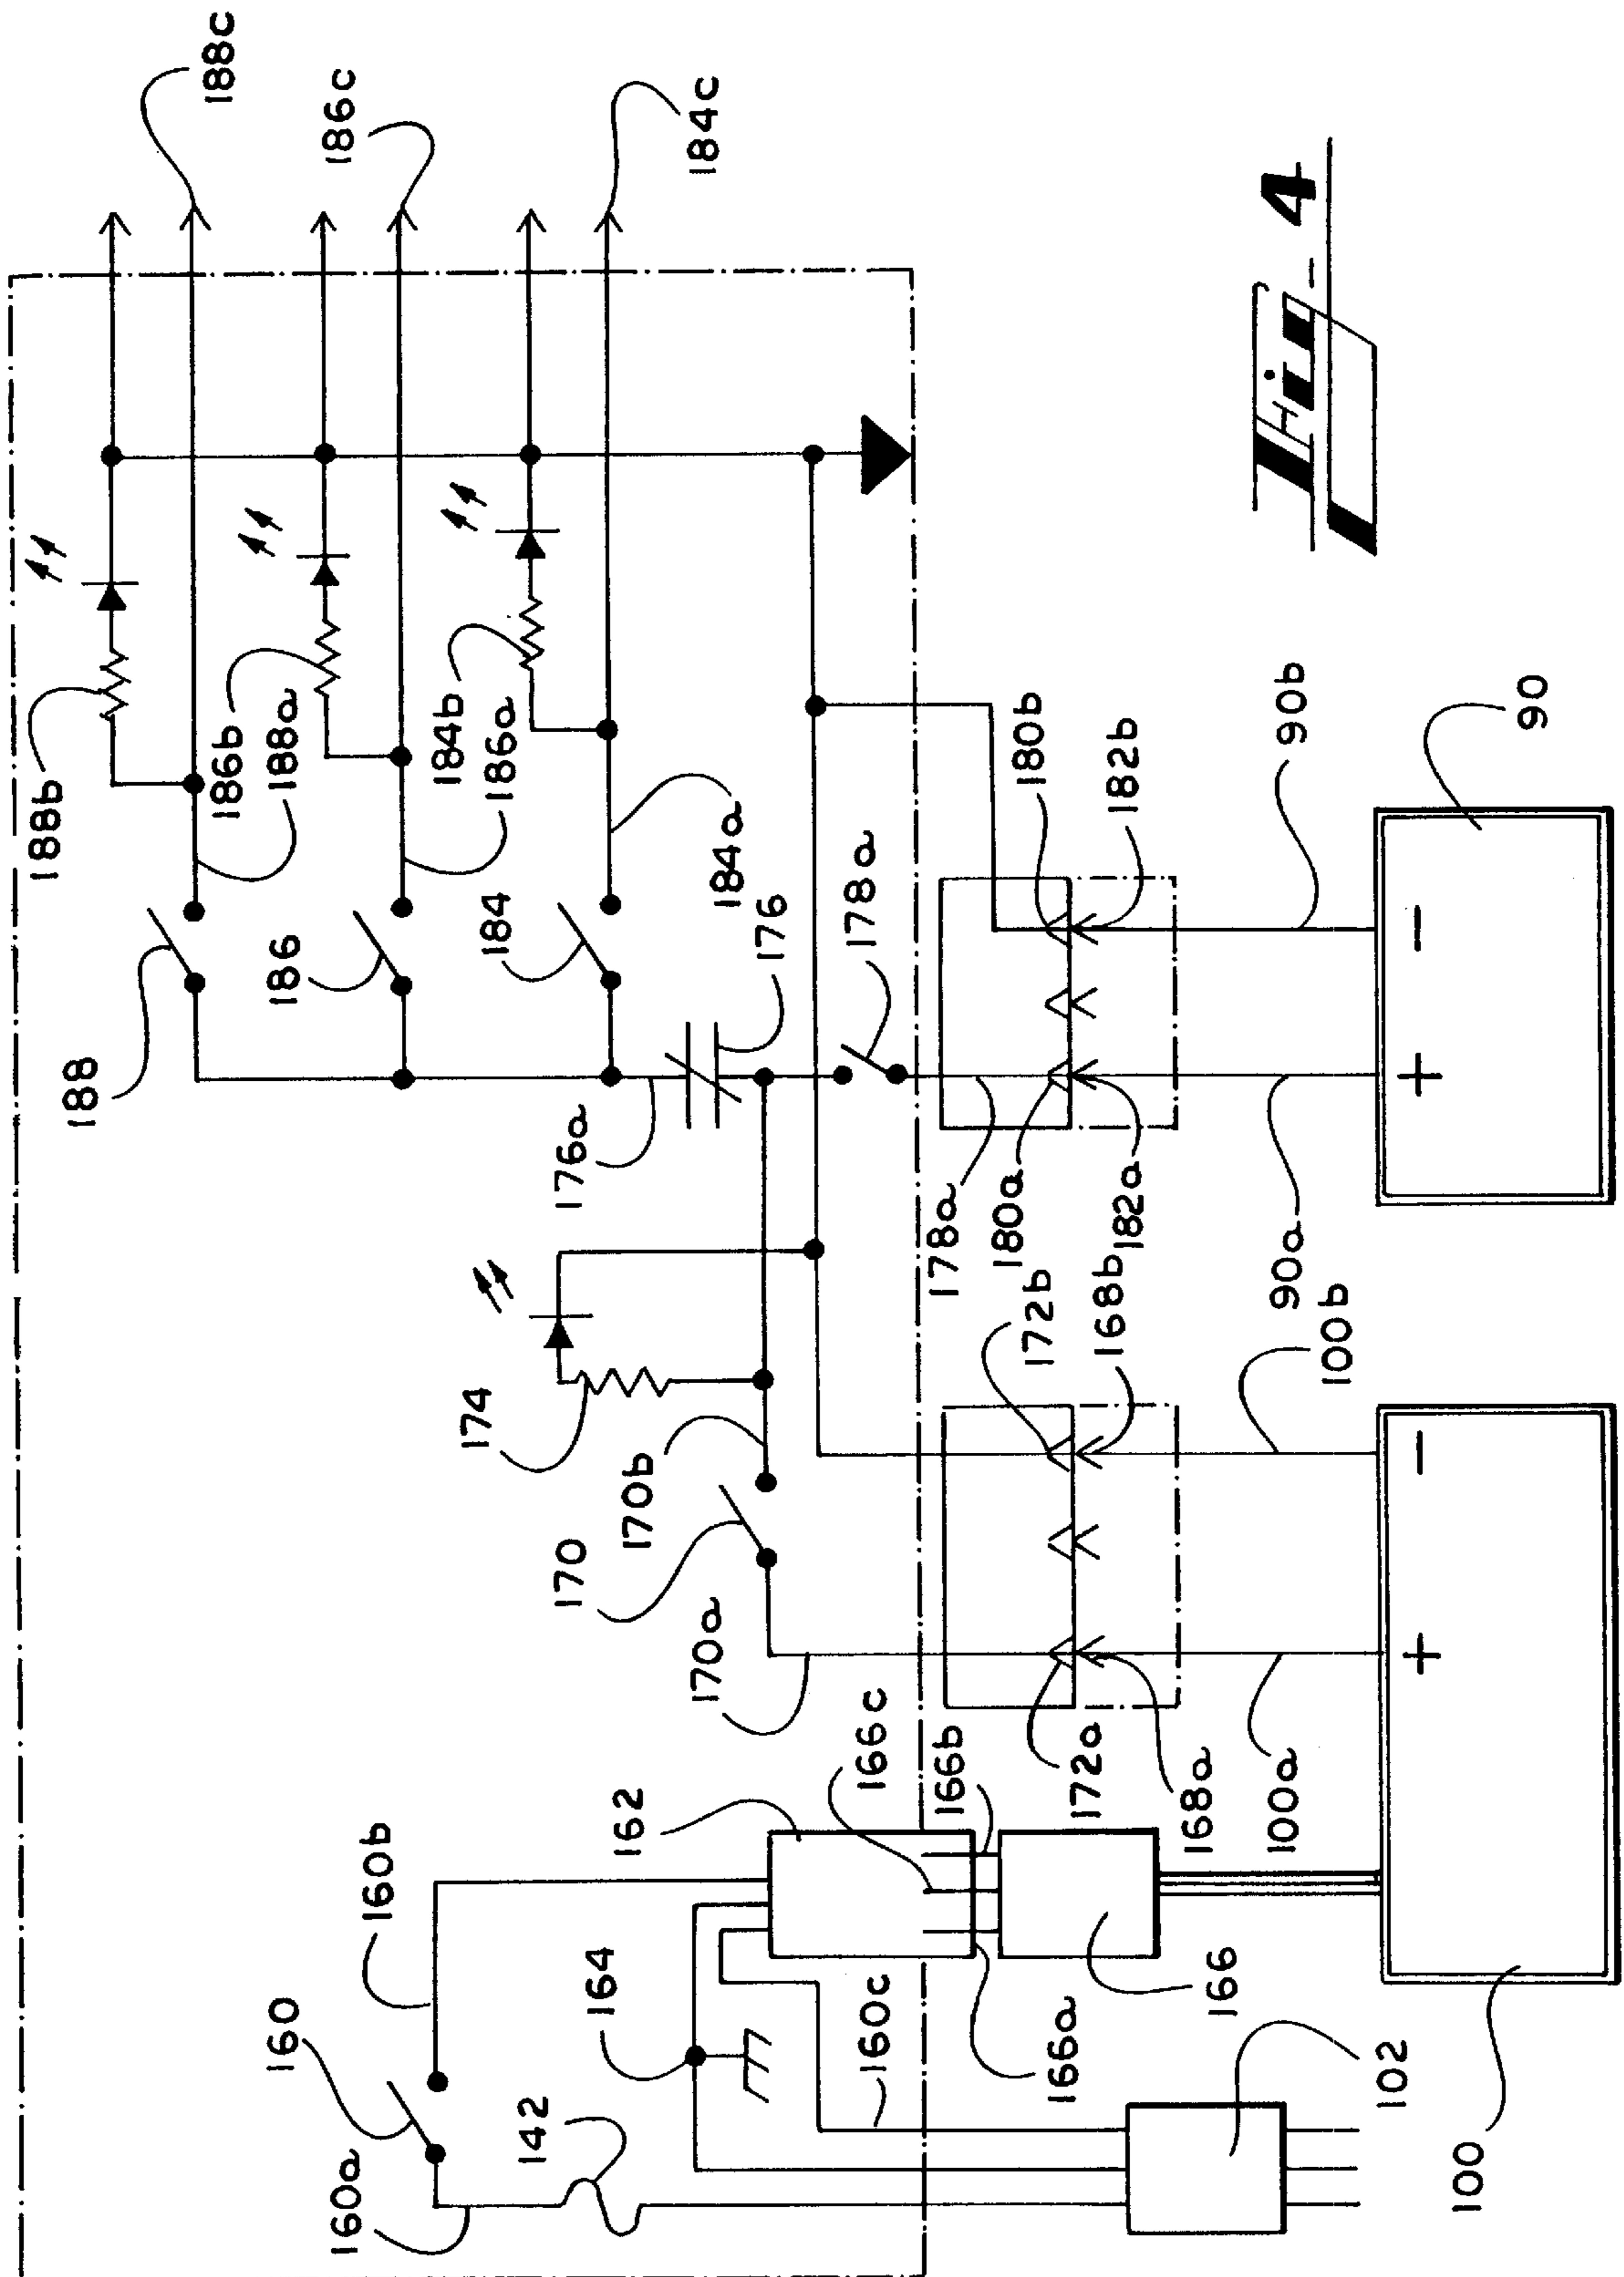 188c
186c
184c
188b
186b
188a
184b
186a
184a
188
186
184
176
176a
178a
178a
180a
182a
180b
182b
90b
90
90a
+
−
174
170b
170
170a
172b
168b
100b
172a
168a
100a
+
−
100
160b
162
166c
166b
166a
166
160
164
160c
142
160a
102
Fig. 4